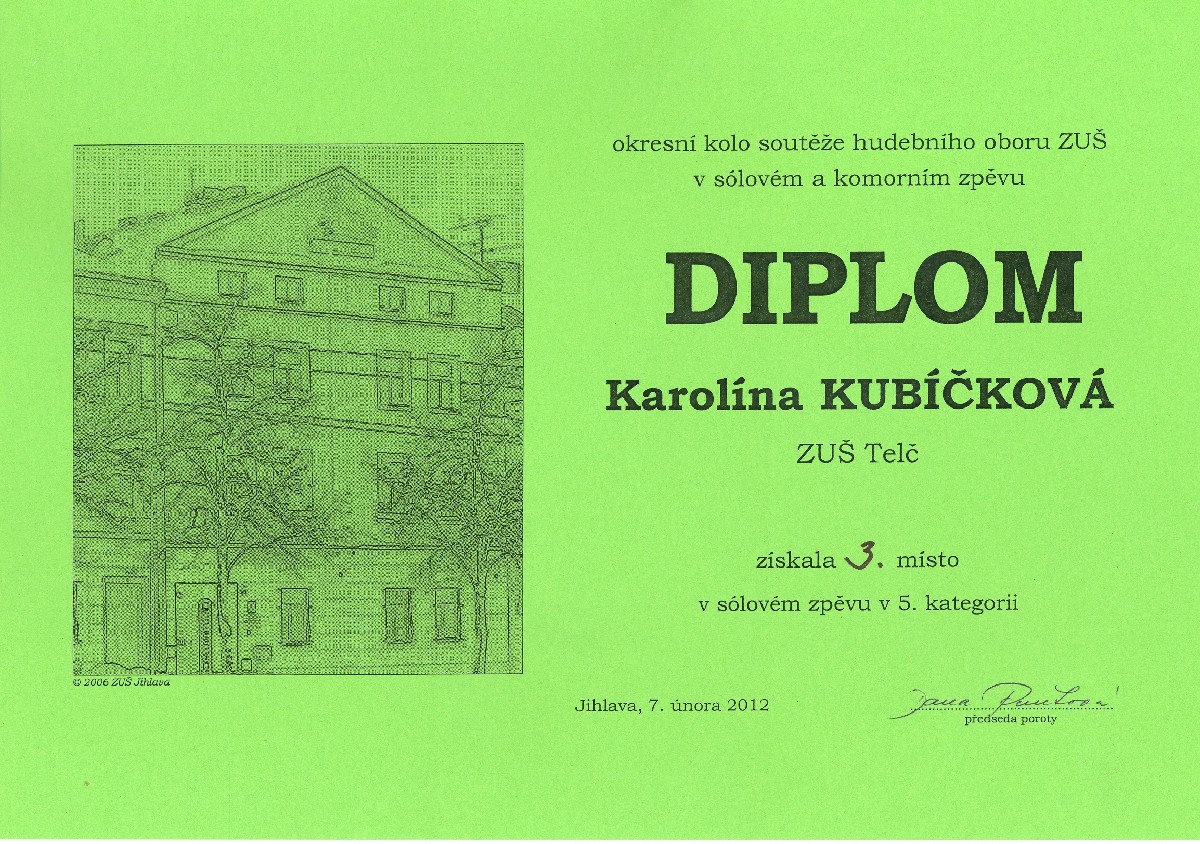 okresní kolo soutěže hudebního oboru ZUŠ
v sólovém a komorním zpěvu
DIPLOM
Karolína KUBÍČKOVÁ
ZUŠ Telč
získala 3. místo
v sólovém zpěvu v 5. kategorii
© 2006 ZUŠ Jihlava
Jihlava, 7. února 2012
Jana
předseda poroty